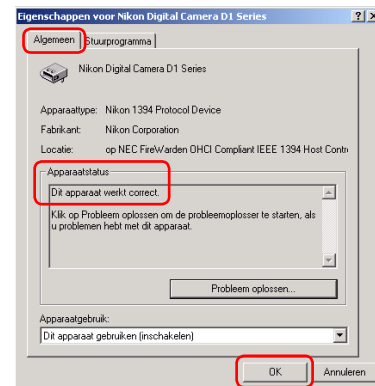 Eigenschappen voor Nikon Digital Camera D1 Series
Algemeen
Stuurprogramma
Nikon Digital Camera D1 Series
Apparaattype: Nikon 1394 Protocol Device
Fabrikant: Nikon Corporation
Locatie: op NEC FireWarden OHCI Compliant IEEE 1394 Host Contr
Apparaatstatus
Dit apparaat werkt correct.
Klik op Probleem oplossen om de probleemoplosser te starten, als
u problemen hebt met dit apparaat.
Probleem oplossen...
Apparaatgebruik:
Dit apparaat gebruiken (inschakelen)
OK
Annuleren